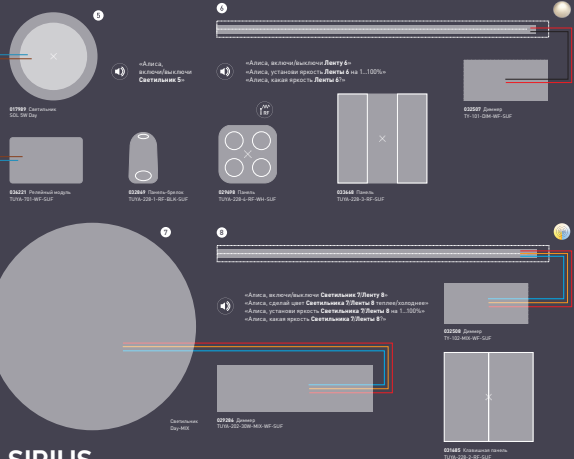 5
6
«Алиса,
включи/выключи
Светильник 5»
«Алиса, включи/выключи Ленту 6»
«Алиса, установи яркость Ленты 6 на 1...100%»
«Алиса, какая яркость Ленты 6?»
017989 Светильник
SOL 5W Day
032507 Диммер
TY-101-DIM-WF-SUF
RF
036221 Релейный модуль
TUYA-701-WF-SUF
032869 Панель-брелок
TUYA-228-1-RF-BLK-SUF
029698 Панель
TUYA-228-4-RF-WH-SUF
033668 Панель
TUYA-228-3-RF-SUF
7
8
«Алиса, включи/выключи Светильник 7/Ленту 8»
«Алиса, сделай цвет Светильника 7/Ленты 8 теплее/холоднее»
«Алиса, установи яркость Светильника 7/Ленты 8 на 1...100%»
«Алиса, какая яркость Светильника 7/Ленты 8?»
032508 Диммер
TY-102-MIX-WF-SUF
Светильник
Day-MIX
029386 Диммер
TUYA-202-30W-MIX-WF-SUF
031685 Клавишная панель
TUYA-228-2-RF-SUF
SIRIUS